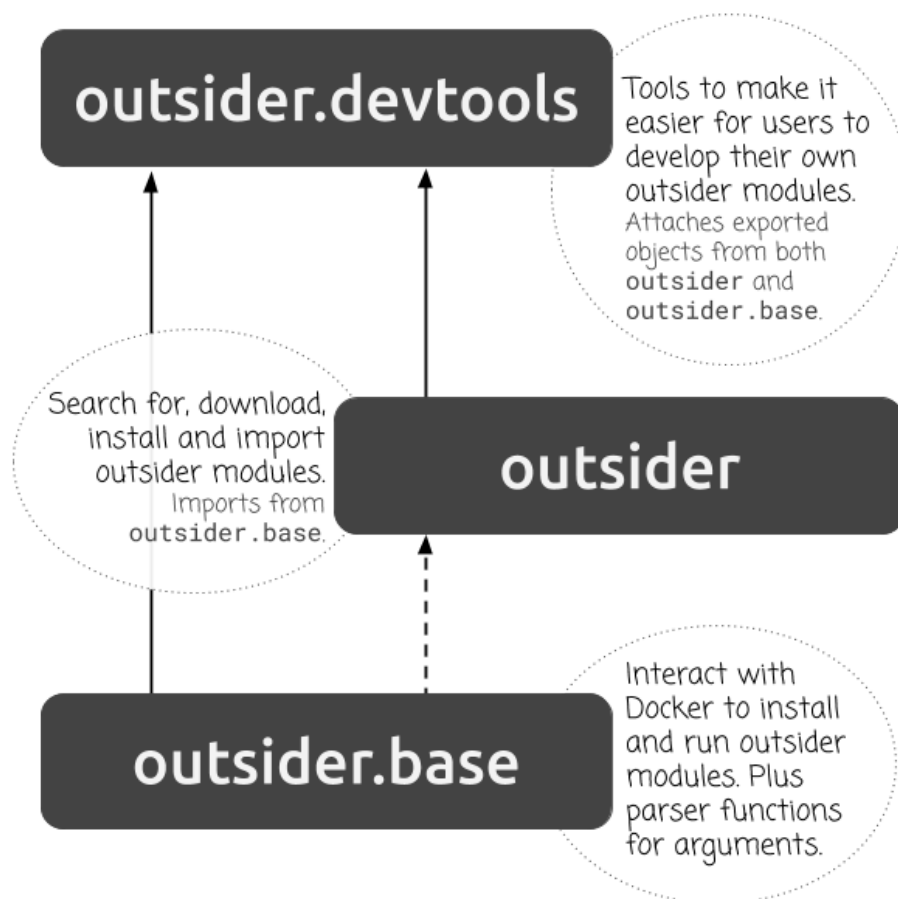 outsider.devtools
Tools to make it
easier for users to
develop their own
outsider modules.
Attaches exported
objects from both
outsider and
outsider.base.
Search for, download,
install and import
outsider modules.
Imports from
outsider.base.
outsider
outsider.base
Interact with
Docker to install
and run outsider
modules. Plus
parser functions
for arguments.